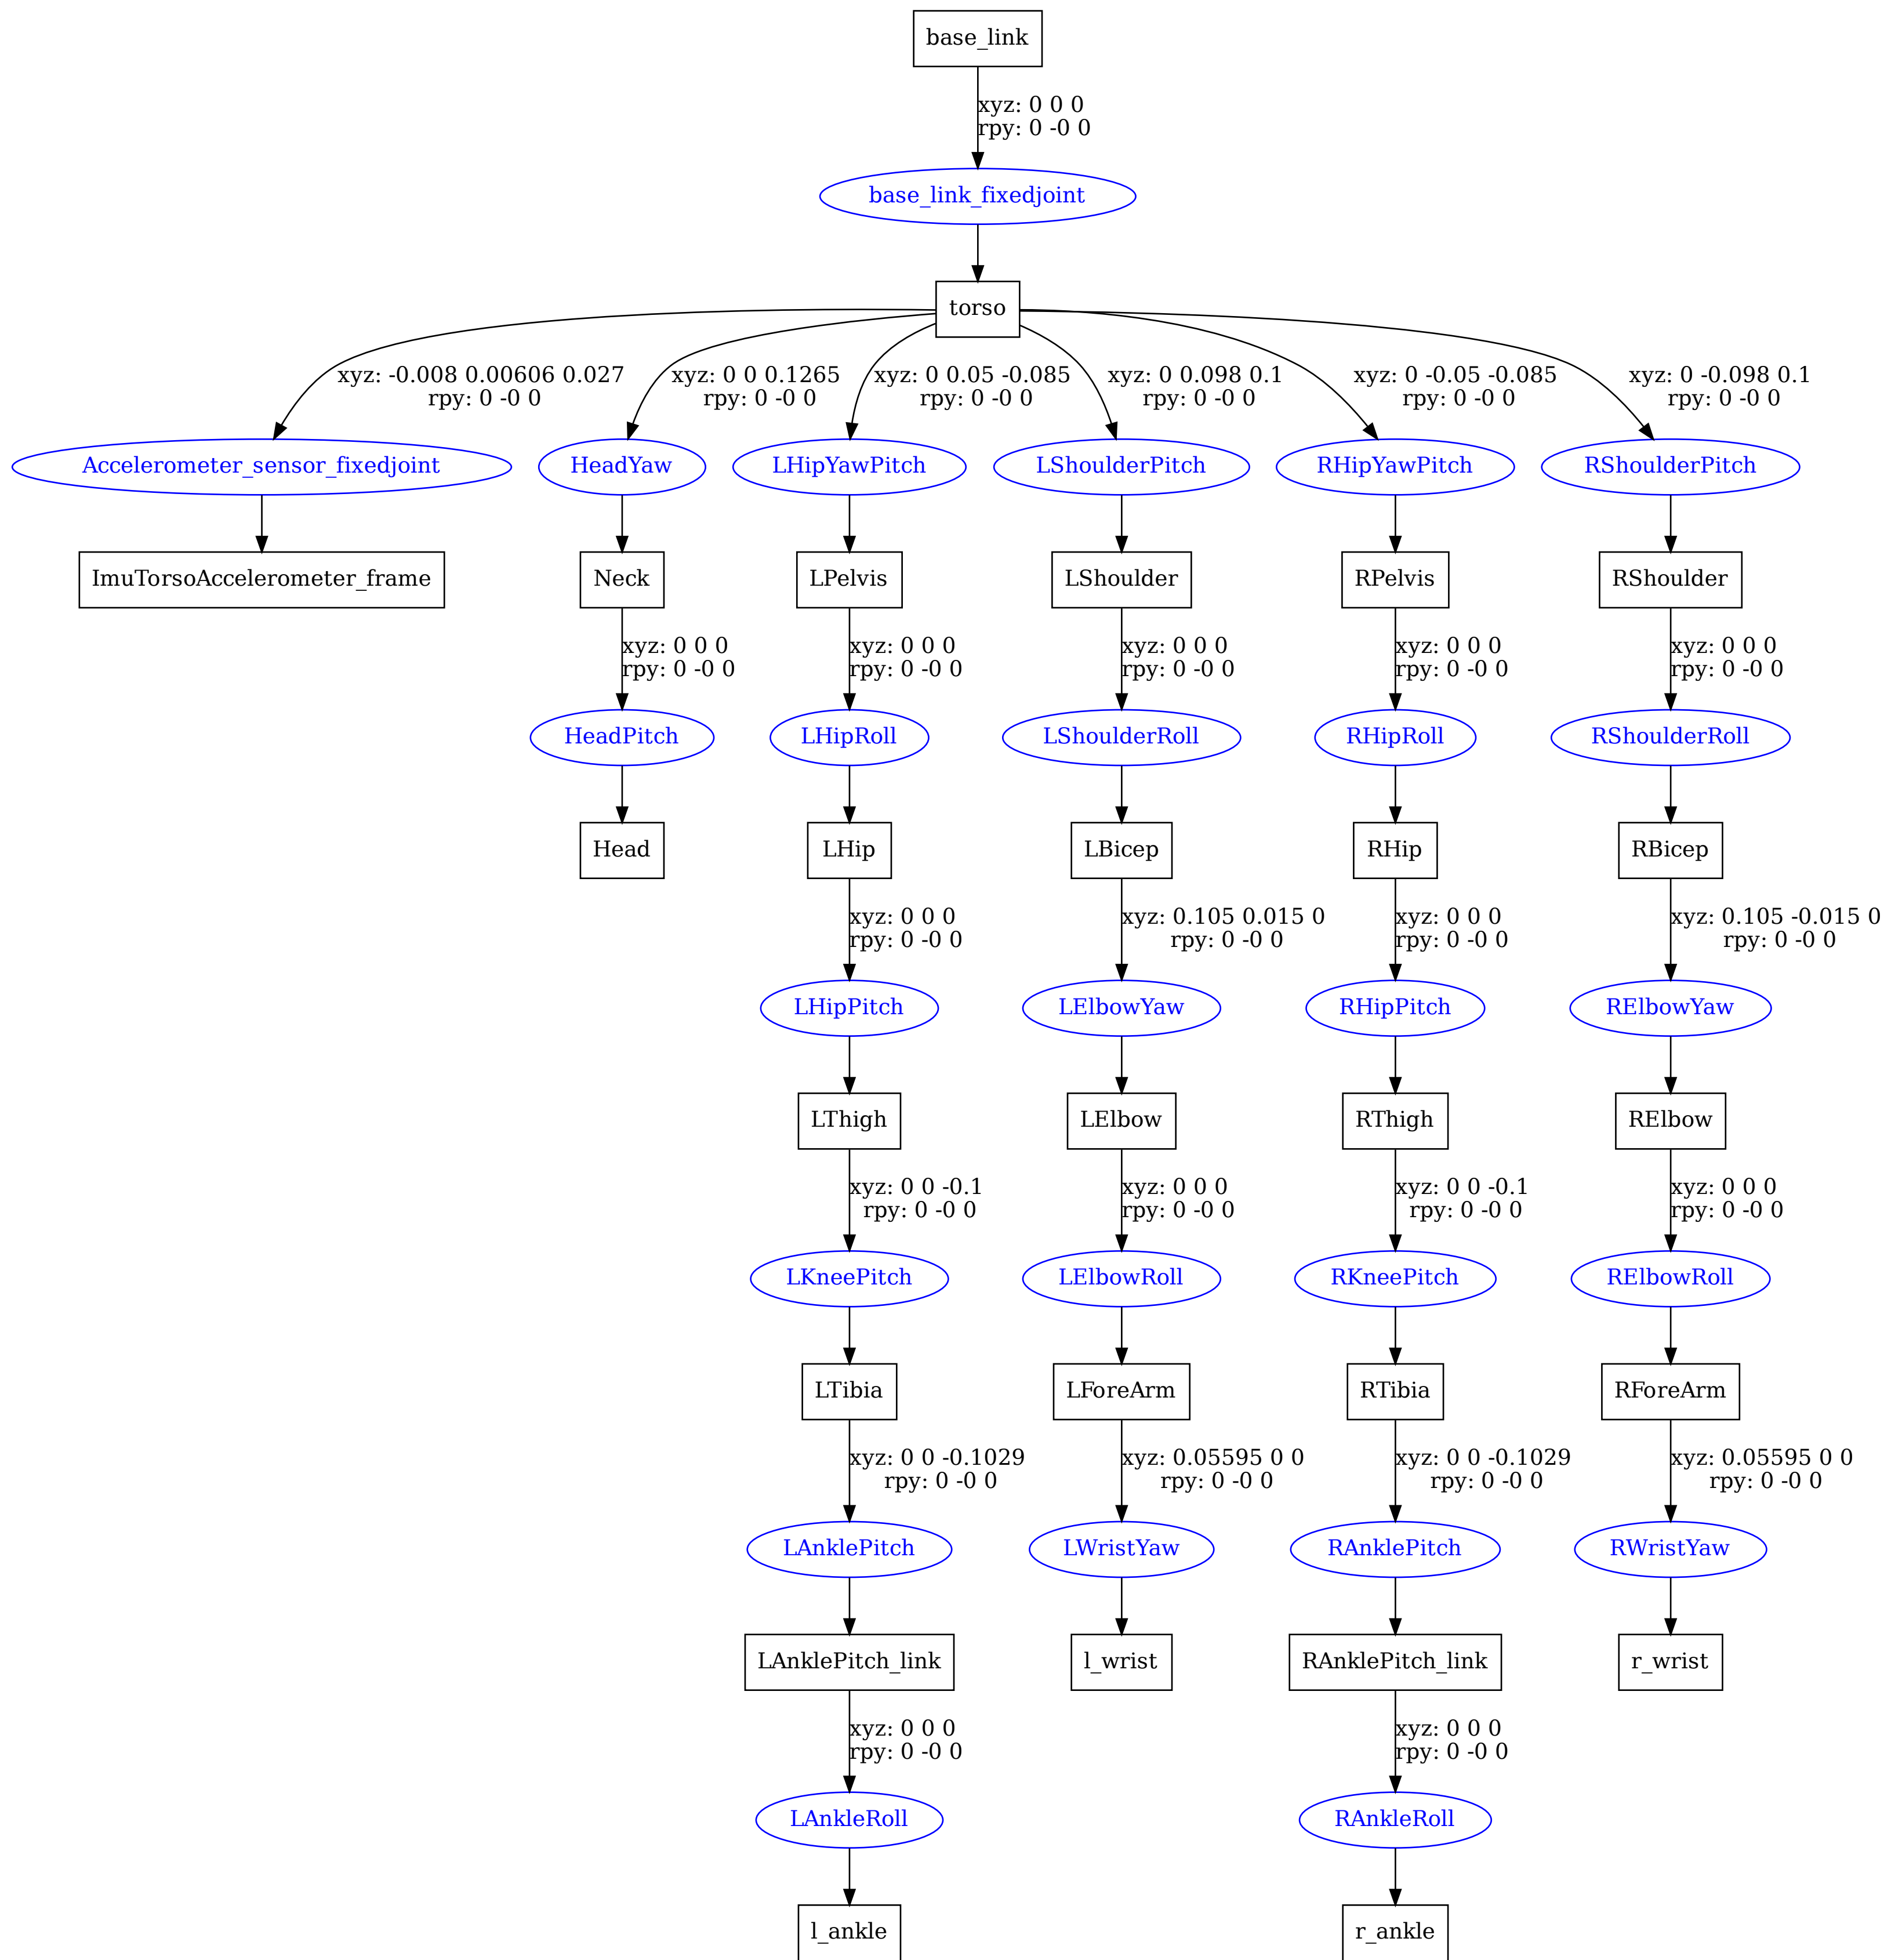 base_link
xyz: 0 0 0
rpy: 0 -0 0
base_link_fixedjoint
torso
xyz: -0.008 0.00606 0.027
rpy: 0 -0 0
xyz: 0 0 0.1265
rpy: 0 -0 0
xyz: 0 0.05 -0.085
rpy: 0 -0 0
xyz: 0 0.098 0.1
rpy: 0 -0 0
xyz: 0 -0.05 -0.085
rpy: 0 -0 0
xyz: 0 -0.098 0.1
rpy: 0 -0 0
Accelerometer_sensor_fixedjoint
HeadYaw
LHipYawPitch
LShoulderPitch
RHipYawPitch
RShoulderPitch
ImuTorsoAccelerometer_frame
Neck
LPelvis
LShoulder
RPelvis
RShoulder
xyz: 0 0 0
rpy: 0 -0 0
xyz: 0 0 0
rpy: 0 -0 0
xyz: 0 0 0
rpy: 0 -0 0
xyz: 0 0 0
rpy: 0 -0 0
xyz: 0 0 0
rpy: 0 -0 0
HeadPitch
LHipRoll
LShoulderRoll
RHipRoll
RShoulderRoll
Head
LHip
LBicep
RHip
RBicep
xyz: 0 0 0
rpy: 0 -0 0
xyz: 0.105 0.015 0
rpy: 0 -0 0
xyz: 0 0 0
rpy: 0 -0 0
xyz: 0.105 -0.015 0
rpy: 0 -0 0
LHipPitch
LElbowYaw
RHipPitch
RElbowYaw
LThigh
LElbow
RThigh
RElbow
xyz: 0 0 -0.1
rpy: 0 -0 0
xyz: 0 0 0
rpy: 0 -0 0
xyz: 0 0 -0.1
rpy: 0 -0 0
xyz: 0 0 0
rpy: 0 -0 0
LKneePitch
LElbowRoll
RKneePitch
RElbowRoll
LTibia
LForeArm
RTibia
RForeArm
xyz: 0 0 -0.1029
rpy: 0 -0 0
xyz: 0.05595 0 0
rpy: 0 -0 0
xyz: 0 0 -0.1029
rpy: 0 -0 0
xyz: 0.05595 0 0
rpy: 0 -0 0
LAnklePitch
LWristYaw
RAnklePitch
RWristYaw
LAnklePitch_link
l_wrist
RAnklePitch_link
r_wrist
xyz: 0 0 0
rpy: 0 -0 0
xyz: 0 0 0
rpy: 0 -0 0
LAnkleRoll
RAnkleRoll
l_ankle
r_ankle